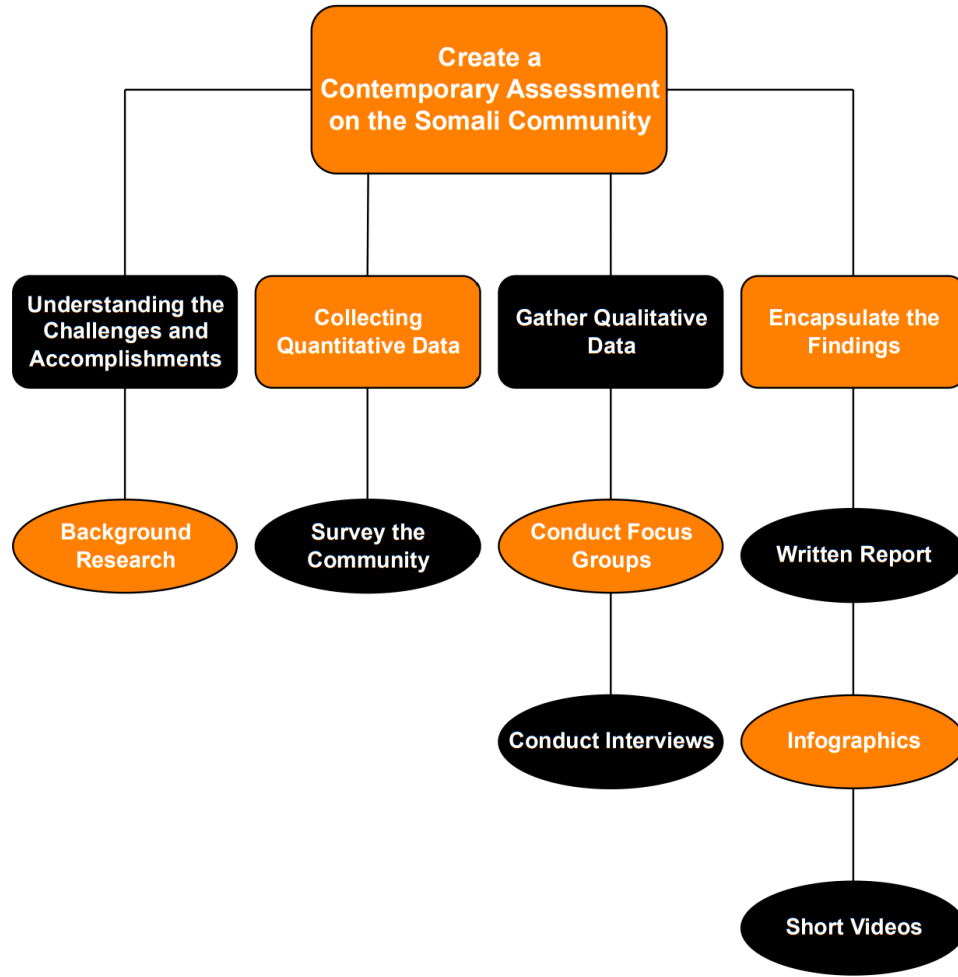 Create a
Contemporary Assessment
on the Somali Community
Understanding the
Challenges and
Accomplishments
Collecting
Quantitative Data
Gather Qualitative
Data
Encapsulate the
Findings
Background
Research
Survey the
Community
Conduct Focus
Groups
Written Report
Conduct Interviews
Infographics
Short Videos